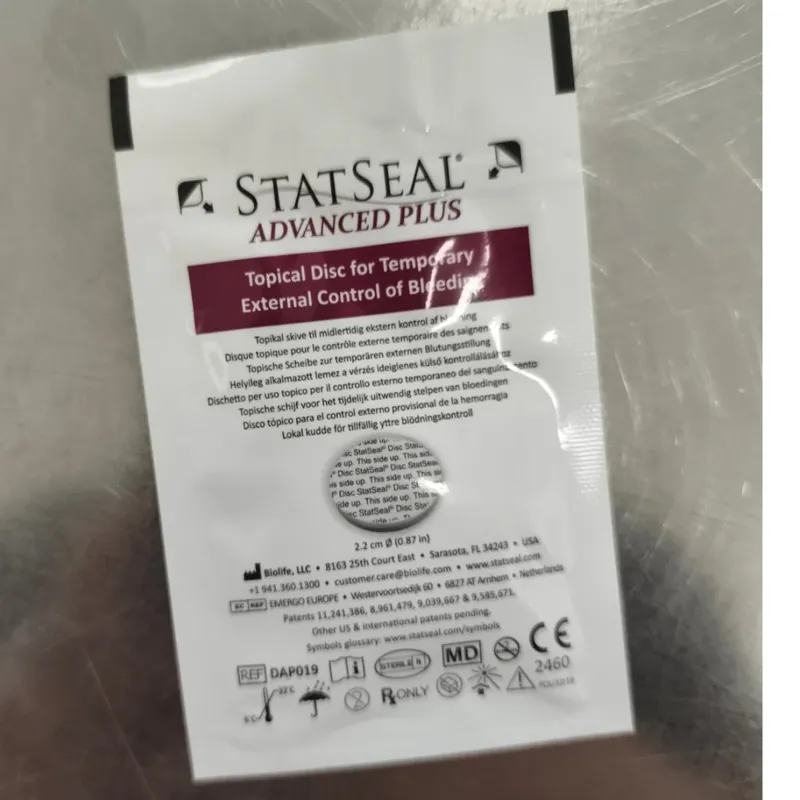 STATSEAL®
ADVANCED PLUS
Topical Disc for Temporary
External Control of
Topikal skive til midlertidig ekstern kontrol af
Disque topique pour le contrôle externe temporaire des
Topische Scheibe zur temporären externen Blutungsstillung
Helyileg alkalmazott lemez a vérzés ideiglenes külső kontrollálásához
Dischetto per uso topico per il controllo esterno temporaneo del
Topische schijf voor het tijdelijk uitwendig stelpen van bloedingen
Disco tópico para el control externo provisional de la hemorragia
Lokal kudde för tillfällig yttre blödningskontroll
side up.
StatSeal® Disc
up. This side up. This
Disc StatSeal® Disc StatSeal
side up. This side up. This
Disc StatSeal® Disc
side up. This side up. This
Disc StatSeal® Disc
side up.
2.2 cm Ø (0.87 in)
Biolife, LLC • 8163 25th Court East • Sarasota, FL 34243 • USA
+1 941.360.1300 • customer.care@biolife.com • www.statseal.com
EC REP EMERGO EUROPE • Westervoortsedijk 60 • 6827 AT Arnhem • Netherlands
Patents 11,241,386, 8,961,479, 9,039,667 & 9,585,671.
Other US & international patents pending.
Symbols glossary: www.statseal.com/symbols
REF DAP019 STERILE R MD CE
2460
Rx ONLY